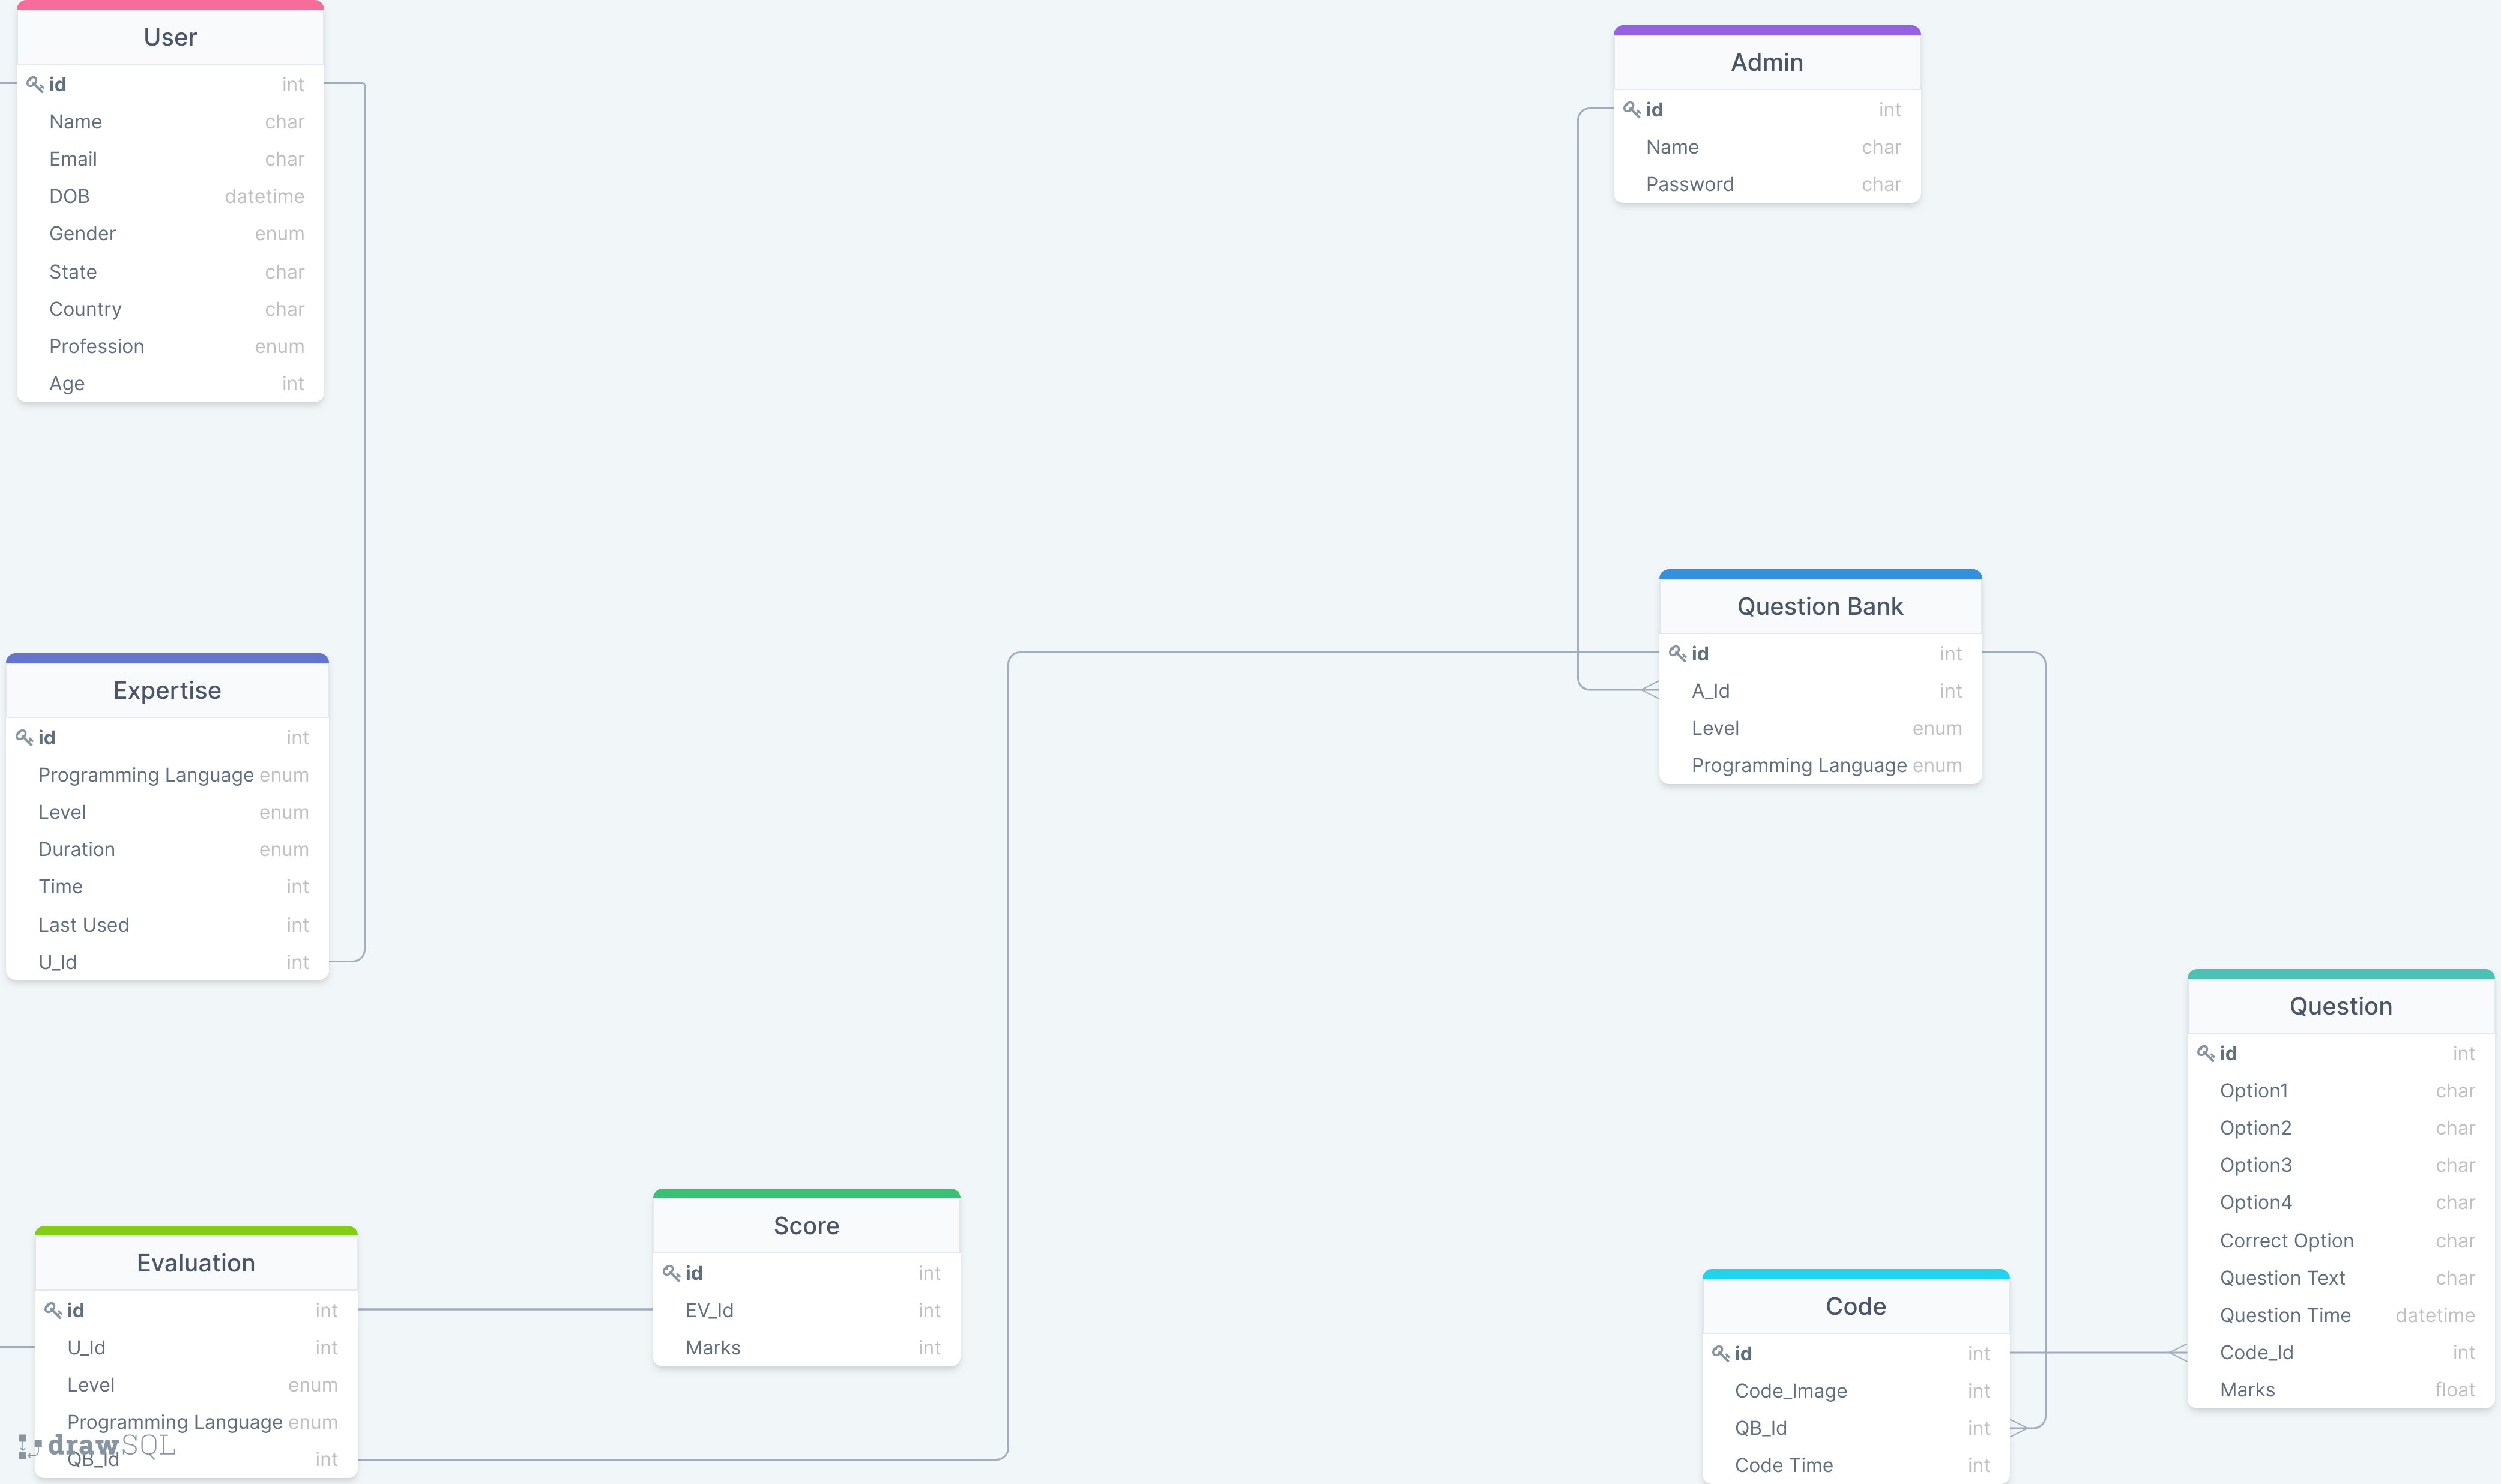 User
id int
Name char
Email char
DOB datetime
Gender enum
State char
Country char
Profession enum
Age int
Admin
id int
Name char
Password char
Expertise
id int
Programming Language enum
Level enum
Duration enum
Time int
Last Used int
U_Id int
Question Bank
id int
A_Id int
Level enum
Programming Language enum
Evaluation
id int
U_Id int
Level enum
Programming Language enum
QB_Id int
drawSQL
Score
id int
EV_Id int
Marks int
Code
id int
Code_Image int
QB_Id int
Code Time int
Question
id int
Option1 char
Option2 char
Option3 char
Option4 char
Correct Option char
Question Text char
Question Time datetime
Code_Id int
Marks float